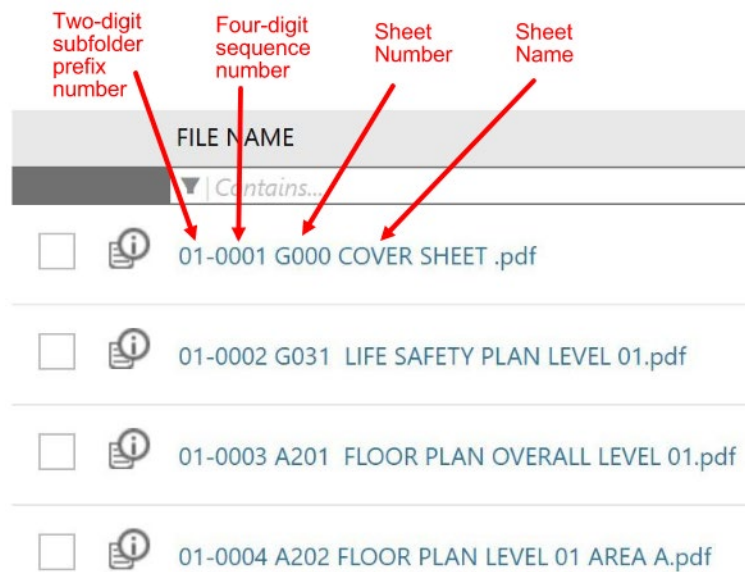 Two-digit
subfolder
prefix
number
Four-digit
sequence
number
Sheet
Number
Sheet
Name
FILE NAME
Contains...
01-0001 G000 COVER SHEET .pdf
01-0002 G031  LIFE SAFETY PLAN LEVEL 01.pdf
01-0003 A201  FLOOR PLAN OVERALL LEVEL 01.pdf
01-0004 A202 FLOOR PLAN LEVEL 01 AREA A.pdf